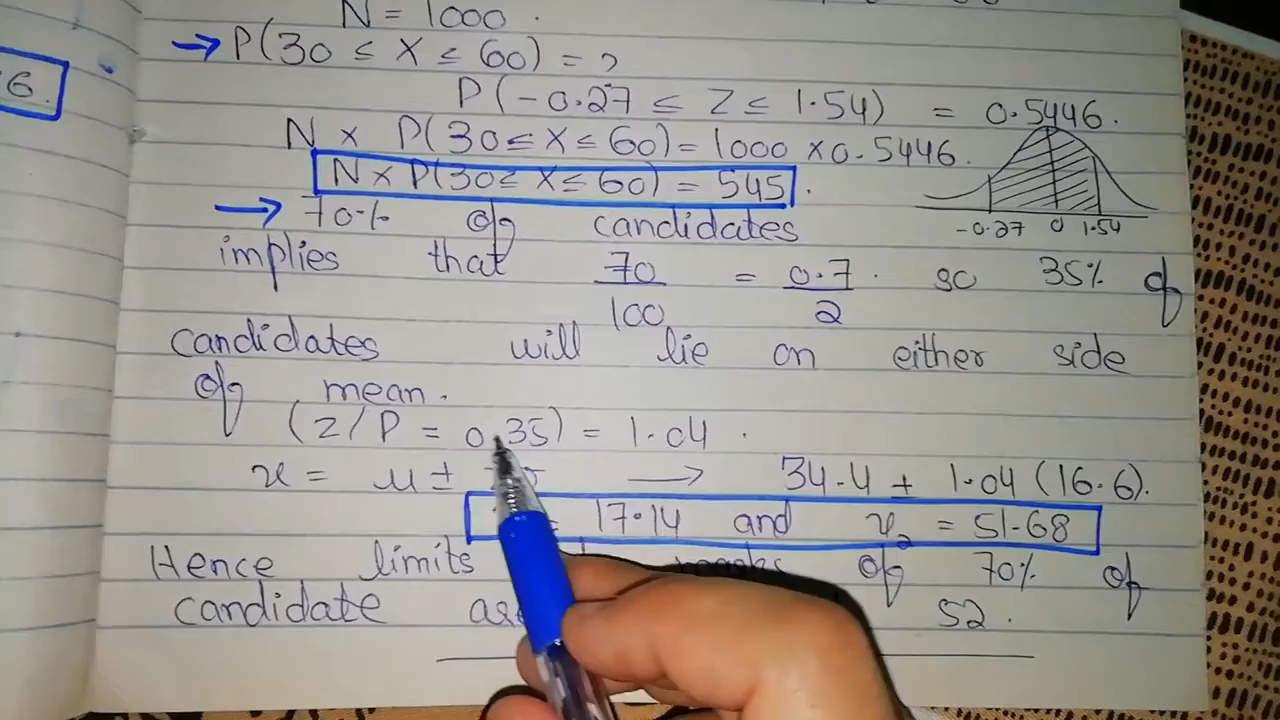 N = 1000.
6.
→ P(30 ≤ X ≤ 60) = ?
P(-0.27 ≤ Z ≤ 1.54) = 0.5446.
N × P(30 ≤ X ≤ 60) = 1000 × 0.5446.
N × P(30 ≤ X ≤ 60) = 545.
-0.27 0 1.54
→ 70% of candidates
implies that 70/100 = 0.7/2. so 35% of
candidates will lie on either side
of mean.
(Z/P = 0.35) = 1.04.
x = μ ± → 34.4 ± 1.04 (16.6).
= 17.14 and x₂ = 51.68
Hence limits of 70% of
candidate 52.